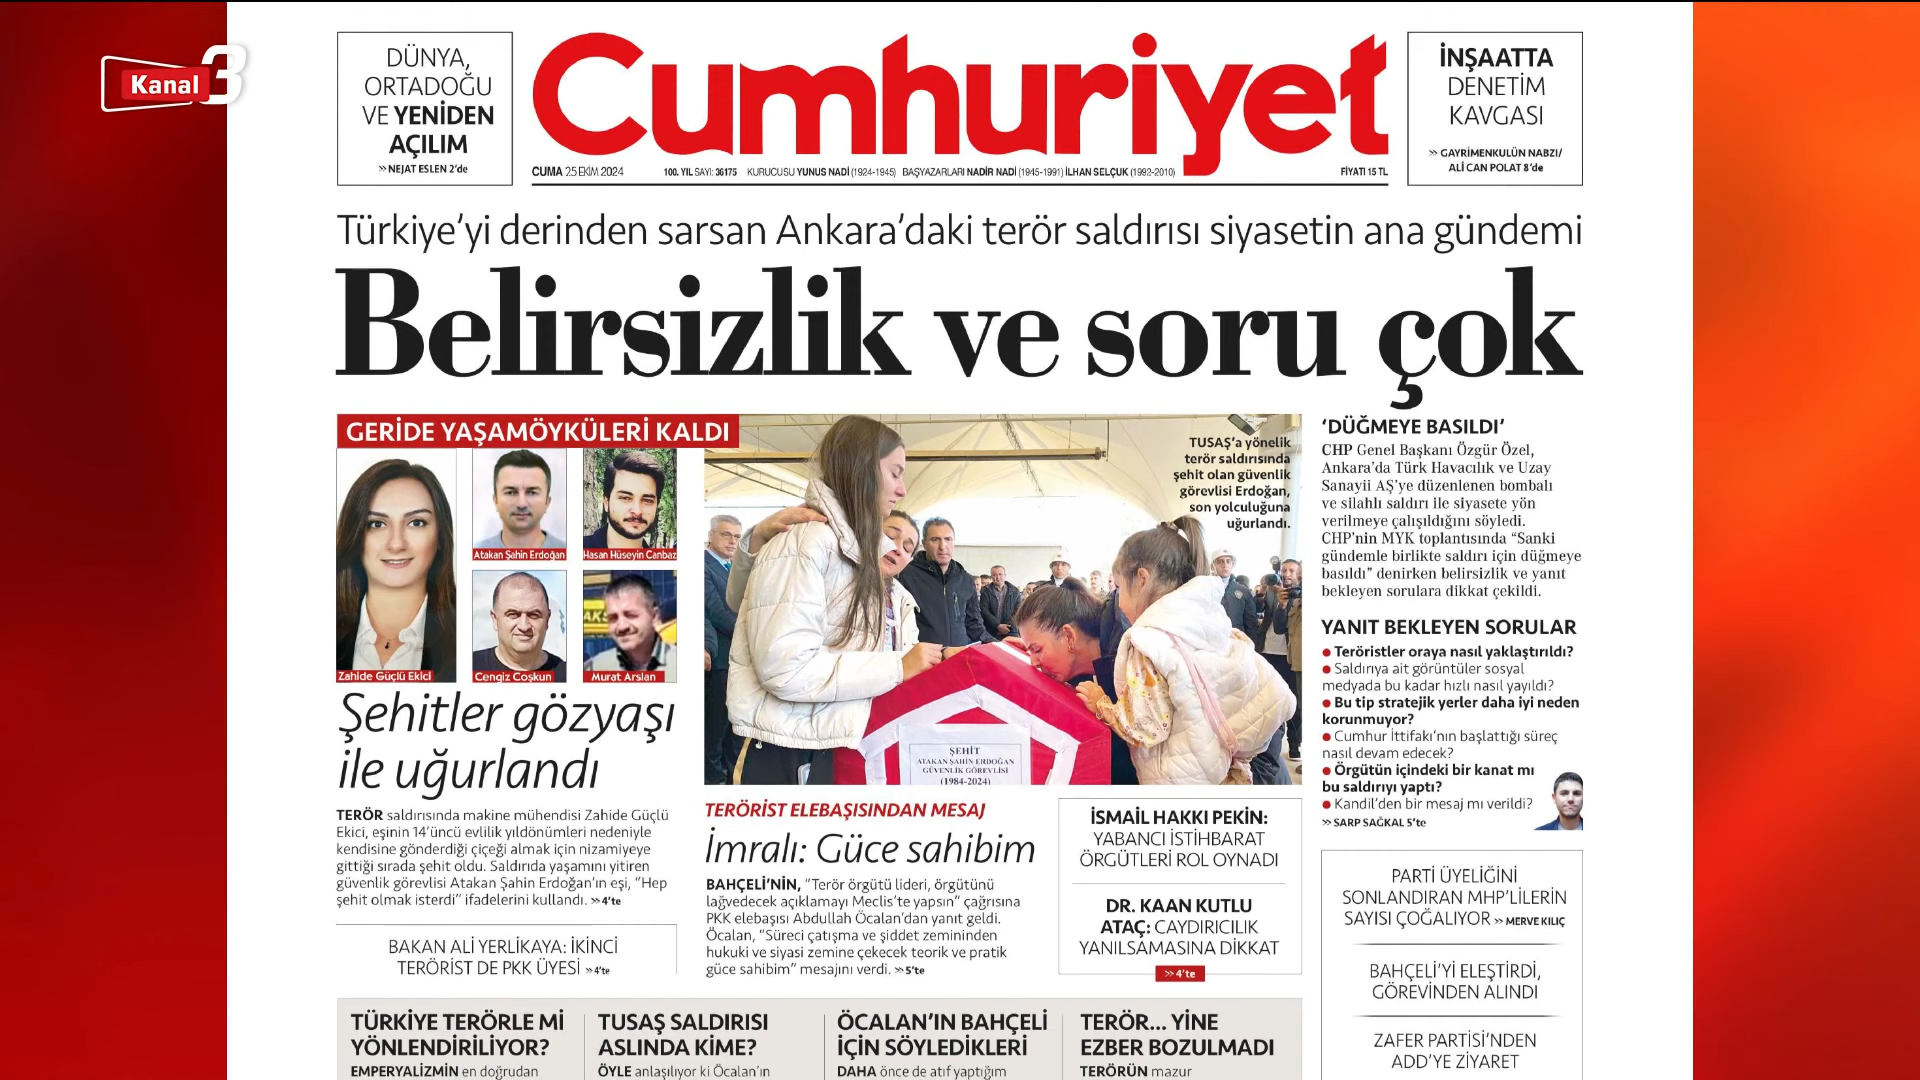 Kanal 3
DÜNYA,
ORTADOĞU
VE YENİDEN
AÇILIM
» NEJAT ESLEN 2'de
Cumhuriyet
CUMA 25 EKİM 2024
100. YIL SAYI: 36175 KURUCUSU YUNUS NADİ (1924-1945) BAŞYAZARLARI NADİR NADİ (1945-1991) İLHAN SELÇUK (1992-2010)
FİYATI 15 TL
İNŞAATTA
DENETİM
KAVGASI
» GAYRİMENKULÜN NABZI/
ALİ CAN POLAT 8'de
Türkiye'yi derinden sarsan Ankara'daki terör saldırısı siyasetin ana gündemi
Belirsizlik ve soru çok
GERİDE YAŞAMÖYKÜLERİ KALDI
Zahide Güçlü Ekici
Atakan Şahin Erdoğan
Hasan Hüseyin Canbaz
Cengiz Coşkun
Murat Arslan
Şehitler gözyaşı
ile uğurlandı
TERÖR saldırısında makine mühendisi Zahide Güçlü
Ekici, eşinin 14'üncü evlilik yıldönümleri nedeniyle
kendisine gönderdiği çiçeği almak için nizamiyeye
gittiği sırada şehit oldu. Saldırıda yaşamını yitiren
güvenlik görevlisi Atakan Şahin Erdoğan'ın eşi, "Hep
şehit olmak isterdi" ifadelerini kullandı. » 4'te
BAKAN ALİ YERLİKAYA: İKİNCİ
TERÖRİST DE PKK ÜYESİ » 4'te
TUSAŞ'a yönelik
terör saldırısında
şehit olan güvenlik
görevlisi Erdoğan,
son yolculuğuna
uğurlandı.
ŞEHİT
ATAKAN ŞAHİN ERDOĞAN
GÜVENLİK GÖREVLİSİ
(1984-2024)
TERÖRİST ELEBAŞISINDAN MESAJ
İmralı: Güce sahibim
BAHÇELİ'NİN, "Terör örgütü lideri, örgütünü
lağvedecek açıklamayı Meclis'te yapsın" çağrısına
PKK elebaşısı Abdullah Öcalan'dan yanıt geldi.
Öcalan, "Süreci çatışma ve şiddet zemininden
hukuki ve siyasi zemine çekecek teorik ve pratik
güce sahibim" mesajını verdi. » 5'te
İSMAİL HAKKI PEKİN:
YABANCI İSTİHBARAT
ÖRGÜTLERİ ROL OYNADI
DR. KAAN KUTLU
ATAÇ: CAYDIRICILIK
YANILSAMASINA DİKKAT
» 4'te
'DÜĞMEYE BASILDI'
CHP Genel Başkanı Özgür Özel,
Ankara'da Türk Havacılık ve Uzay
Sanayii AŞ'ye düzenlenen bombalı
ve silahlı saldırı ile siyasete yön
verilmeye çalışıldığını söyledi.
CHP'nin MYK toplantısında "Sanki
gündemle birlikte saldırı için düğmeye
basıldı" denirken belirsizlik ve yanıt
bekleyen sorulara dikkat çekildi.
YANIT BEKLEYEN SORULAR
● Teröristler oraya nasıl yaklaştırıldı?
● Saldırıya ait görüntüler sosyal
medyada bu kadar hızlı nasıl yayıldı?
● Bu tip stratejik yerler daha iyi neden
korunmuyor?
● Cumhur İttifakı'nın başlattığı süreç
nasıl devam edecek?
● Örgütün içindeki bir kanat mı
bu saldırıyı yaptı?
● Kandil'den bir mesaj mı verildi?
» SARP SAĞKAL 5'te
PARTİ ÜYELİĞİNİ
SONLANDIRAN MHP'LİLERİN
SAYISI ÇOĞALIYOR » MERVE KILIÇ
BAHÇELİ'Yİ ELEŞTİRDİ,
GÖREVİNDEN ALINDI
ZAFER PARTİSİ'NDEN
ADD'YE ZİYARET
TÜRKİYE TERÖRLE Mİ
YÖNLENDİRİLİYOR?
EMPERYALİZMİN en doğrudan
TUSAŞ SALDIRISI
ASLINDA KİME?
ÖYLE anlaşılıyor ki Öcalan'ın
ÖCALAN'IN BAHÇELİ
İÇİN SÖYLEDİKLERİ
DAHA önce de atıf yaptığım
TERÖR... YİNE
EZBER BOZULMADI
TERÖRÜN mazur